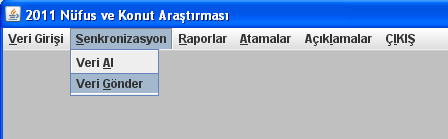 2011 Nüfus ve Konut Araştırması
Veri Girişi Senkronizasyon Raporlar Atamalar Açıklamalar ÇIKIŞ
Veri Al
Veri Gönder